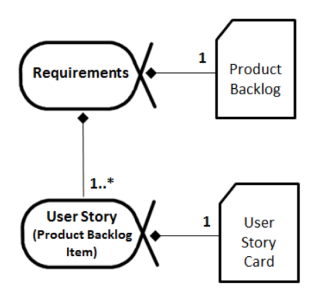 Requirements
1
Product
Backlog
1..*
User Story
(Product Backlog
Item)
1
User
Story
Card